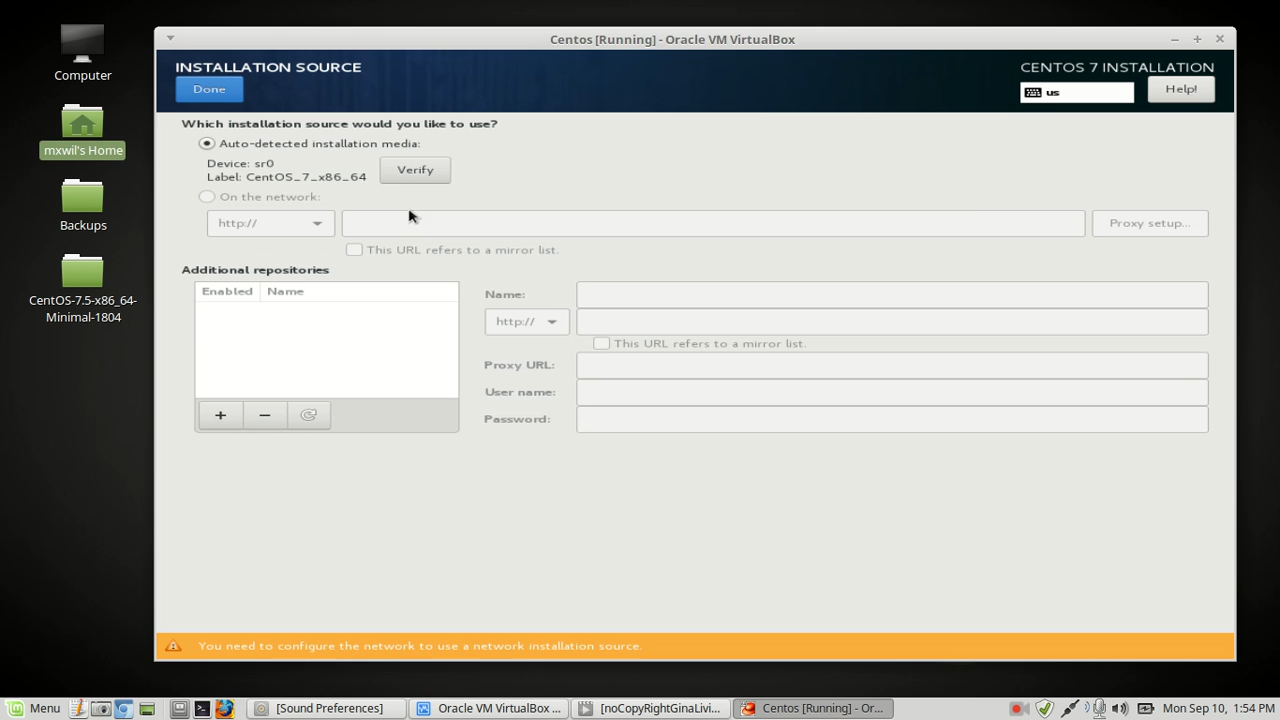 Computer
mxwil's Home
Backups
CentOS-7.5-x86_64-
Minimal-1804
Centos [Running] - Oracle VM VirtualBox
INSTALLATION SOURCE
Done
CENTOS 7 INSTALLATION
us
Help!
Which installation source would you like to use?
Auto-detected installation media:
Device: sr0
Label: CentOS_7_x86_64
Verify
On the network:
http://
Proxy setup...
This URL refers to a mirror list.
Additional repositories
Enabled Name
Name:
http://
This URL refers to a mirror list.
Proxy URL:
User name:
Password:
You need to configure the network to use a network installation source.
Menu [Sound Preferences] Oracle VM VirtualBox ... [noCopyRightGinaLivi... Centos [Running] - Or... Mon Sep 10, 1:54 PM